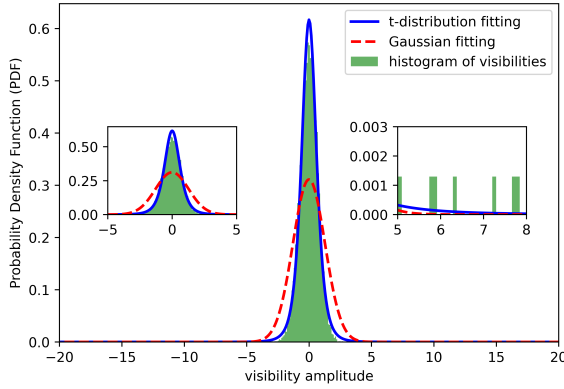 t-distribution fitting
Gaussian fitting
histogram of visibilities
Probability Density Function (PDF)
0.6
0.5
0.4
0.3
0.2
0.1
0.0
0.50
0.25
0.00
−5 0 5
0.003
0.002
0.001
0.000
5 6 7 8
−20 −15 −10 −5 0 5 10 15 20
visibility amplitude